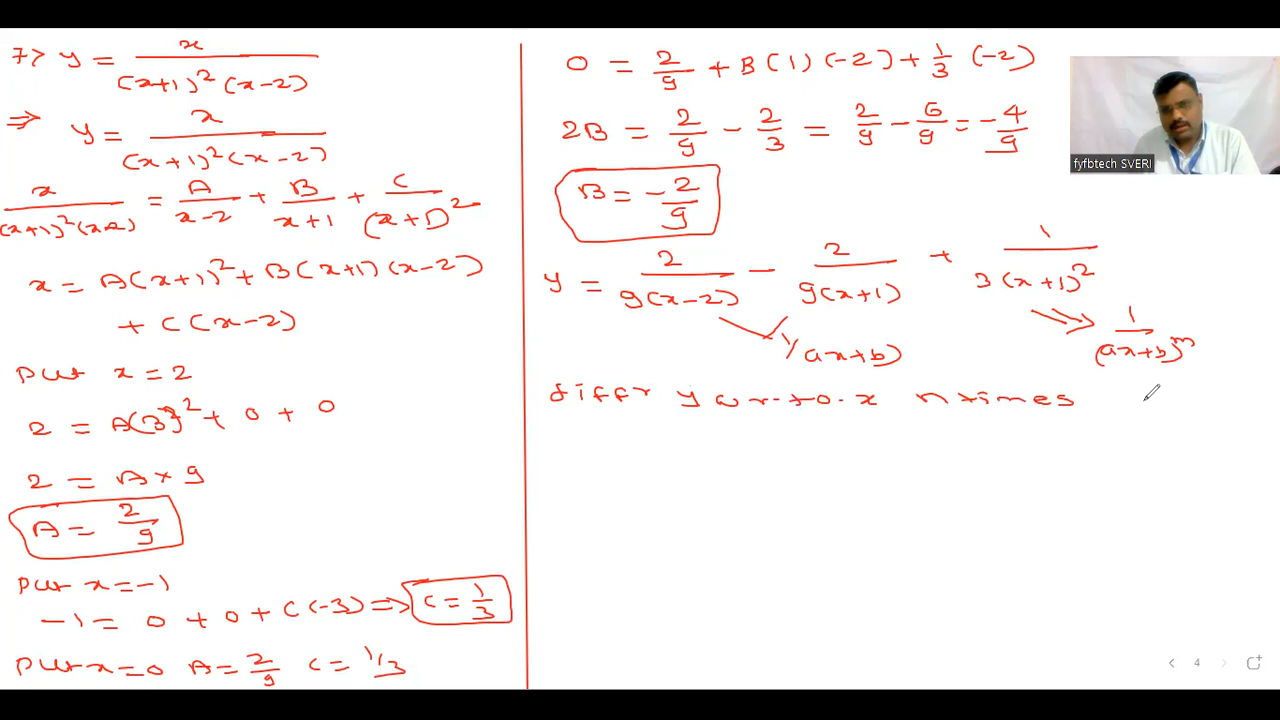 7> y = x / (x+1)² (x-2)
⇒ y = x / (x+1)² (x-2)
x / (x+1)² (x-2) = A / x-2 + B / x+1 + C / (x+1)²
x = A(x+1)² + B(x+1)(x-2)
+ C(x-2)
Put x = 2
2 = A(3)² + 0 + 0
2 = A × 9
A = 2/9
Put x = -1
-1 = 0 + 0 + C(-3) ⇒ C = 1/3
Put x = 0 A = 2/9 C = 1/3
0 = 2/9 + B(1)(-2) + 1/3 (-2)
2B = 2/9 - 2/3 = 2/9 - 6/9 = -4/9
B = -2/9
y = 2 / 9(x-2) - 2 / 9(x+1) + 1 / 3(x+1)²
1/(ax+b) 1 / (ax+b)^m
diff y w.r.to.x n times
fyfbtech SVERI
4